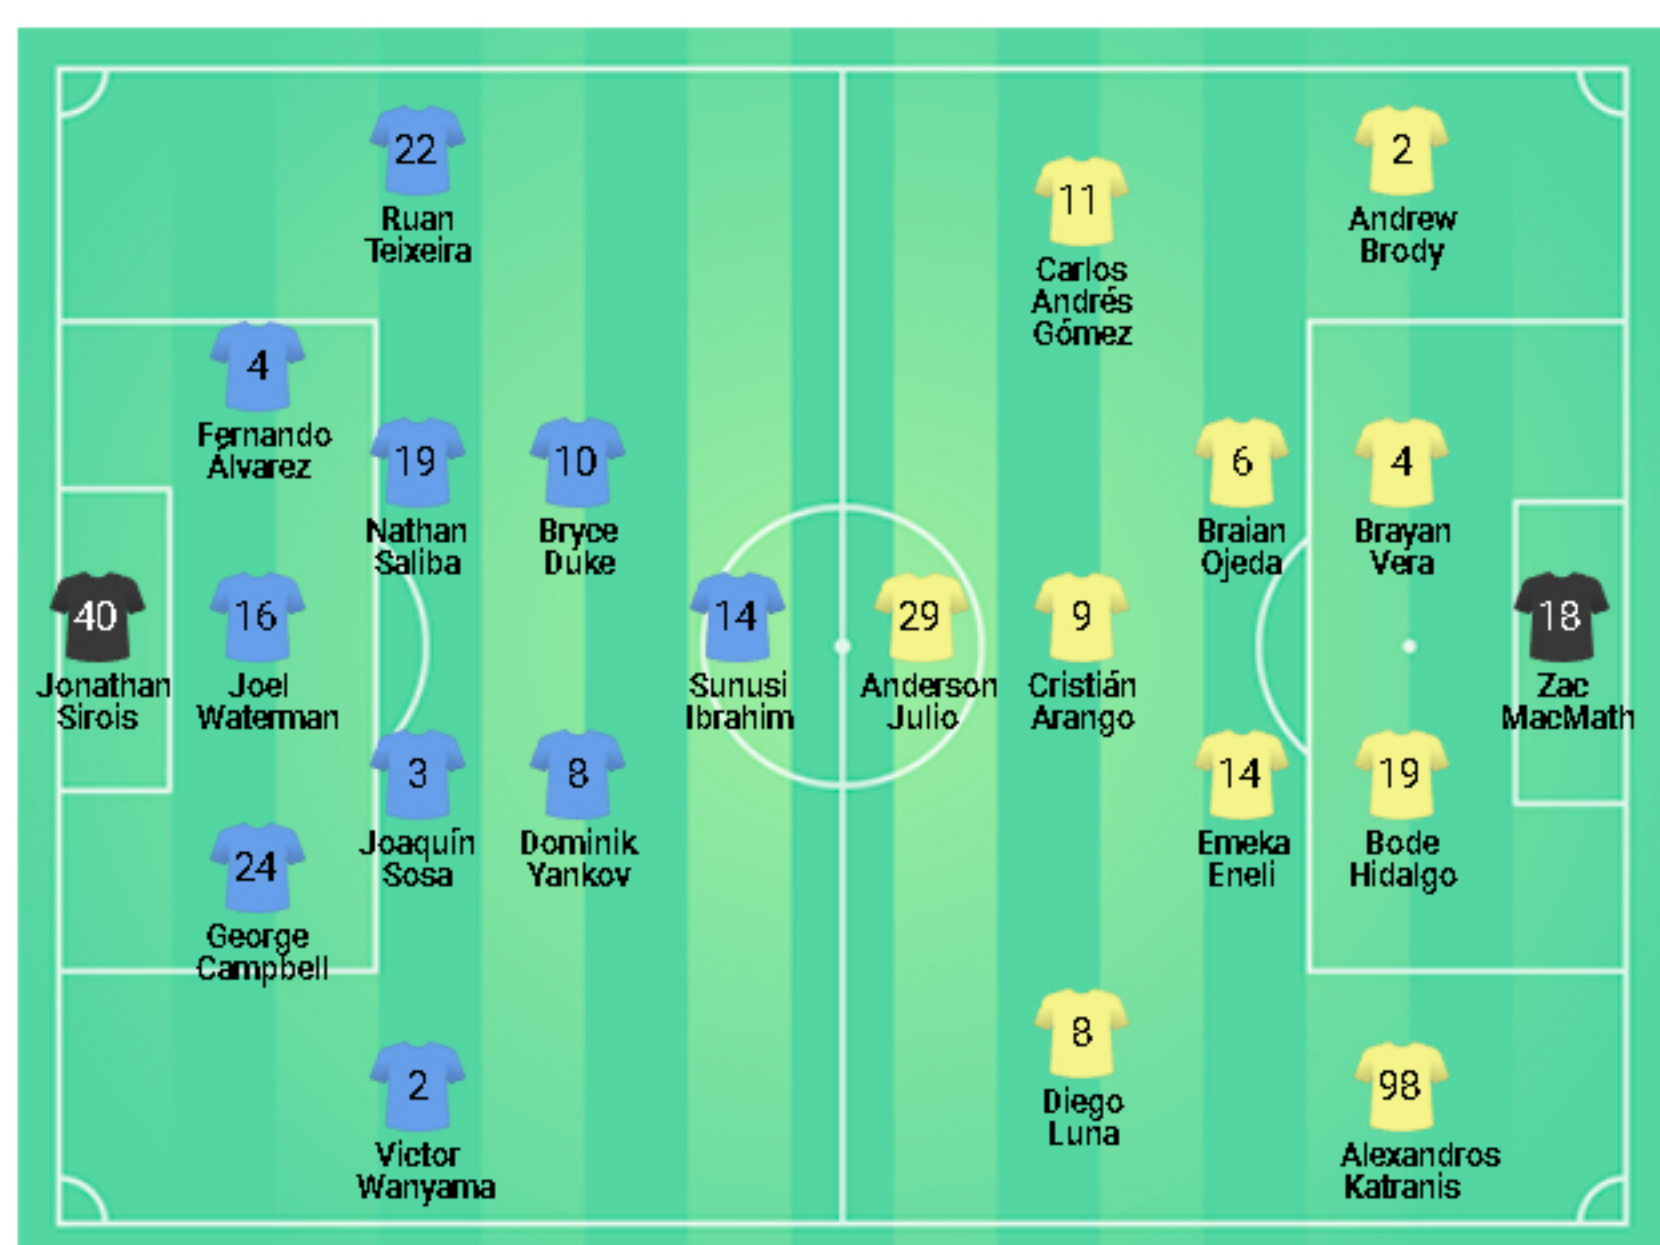 22
Ruan
Teixeira
4
Fernando
Álvarez
19
Nathan
Saliba
10
Bryce
Duke
40
Jonathan
Sirois
16
Joel
Waterman
14
Sunusi
Ibrahim
3
Joaquín
Sosa
8
Dominik
Yankov
24
George
Campbell
2
Victor
Wanyama
2
Andrew
Brody
11
Carlos
Andrés
Gómez
6
Braian
Ojeda
4
Brayan
Vera
29
Anderson
Julio
9
Cristián
Arango
18
Zac
MacMath
14
Emeka
Eneli
19
Bode
Hidalgo
8
Diego
Luna
98
Alexandros
Katranis